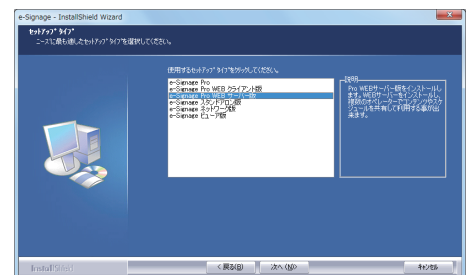 e-Signage - InstallShield Wizard
セットアップ タイプ
ニーズに最も適したセットアップ タイプを選択してください。
使用するセットアップ タイプをクリックしてください。
e-Signage Pro
e-Signage Pro WEB クライアント版
e-Signage Pro WEB サーバー版
e-Signage スタンドアロン版
e-Signage ネットワーク版
e-Signage ビューア版
説明
Pro WEBサーバー版をインストールし
ます。WEBサーバーをインストールし、
複数のオペレーターでコンテンツやスケ
ジュールを共有して利用する事が出
来ます。
InstallShield
< 戻る(B)
次へ (N)>
キャンセル